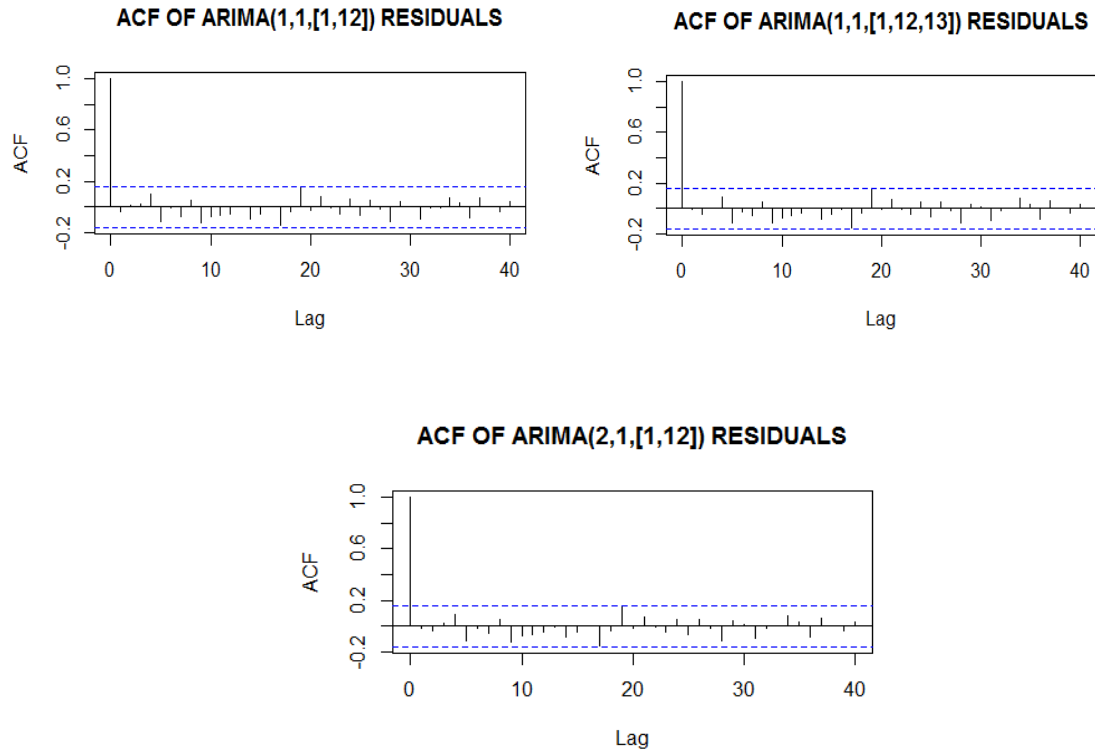 ACF OF ARIMA(1,1,[1,12]) RESIDUALS
ACF
1.0
0.6
0.2
-0.2
0 10 20 30 40
Lag
ACF OF ARIMA(1,1,[1,12,13]) RESIDUALS
ACF
1.0
0.6
0.2
-0.2
0 10 20 30 40
Lag
ACF OF ARIMA(2,1,[1,12]) RESIDUALS
ACF
1.0
0.6
0.2
-0.2
0 10 20 30 40
Lag